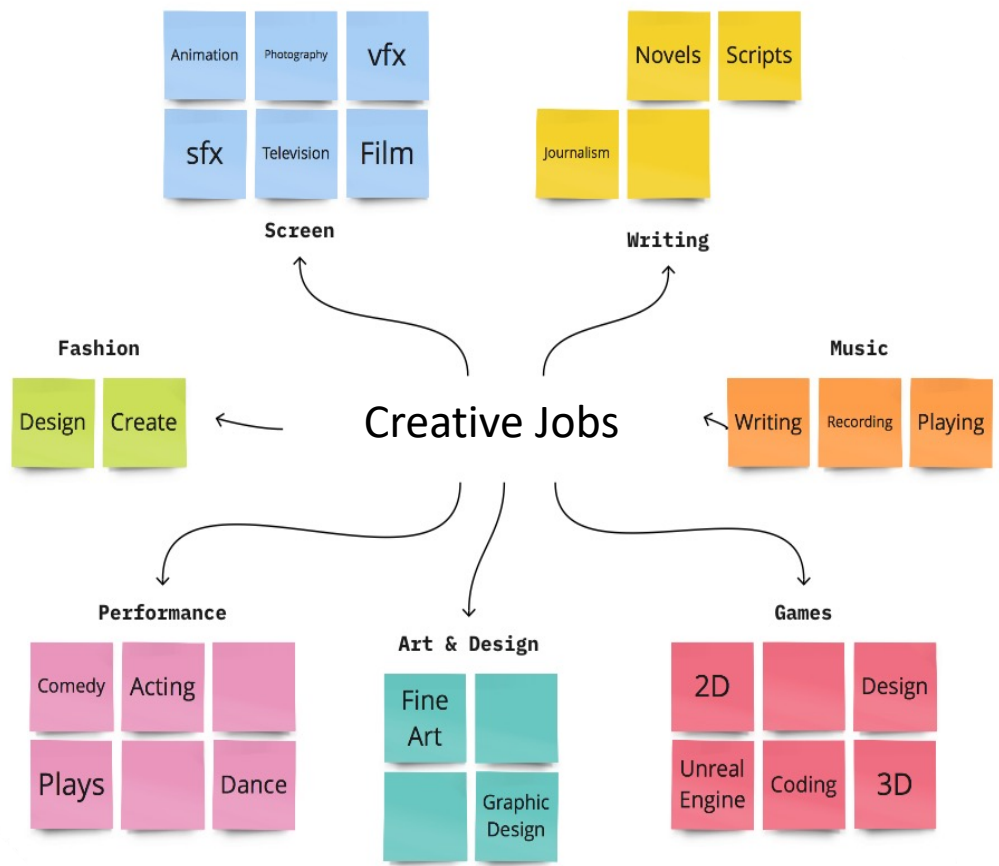 Animation
Photography
vfx
sfx
Television
Film
Screen
Novels
Scripts
Journalism
Writing
Fashion
Design
Create
Creative Jobs
Music
Writing
Recording
Playing
Performance
Comedy
Acting
Plays
Dance
Art & Design
Fine
Art
Graphic
Design
Games
2D
Design
Unreal
Engine
Coding
3D